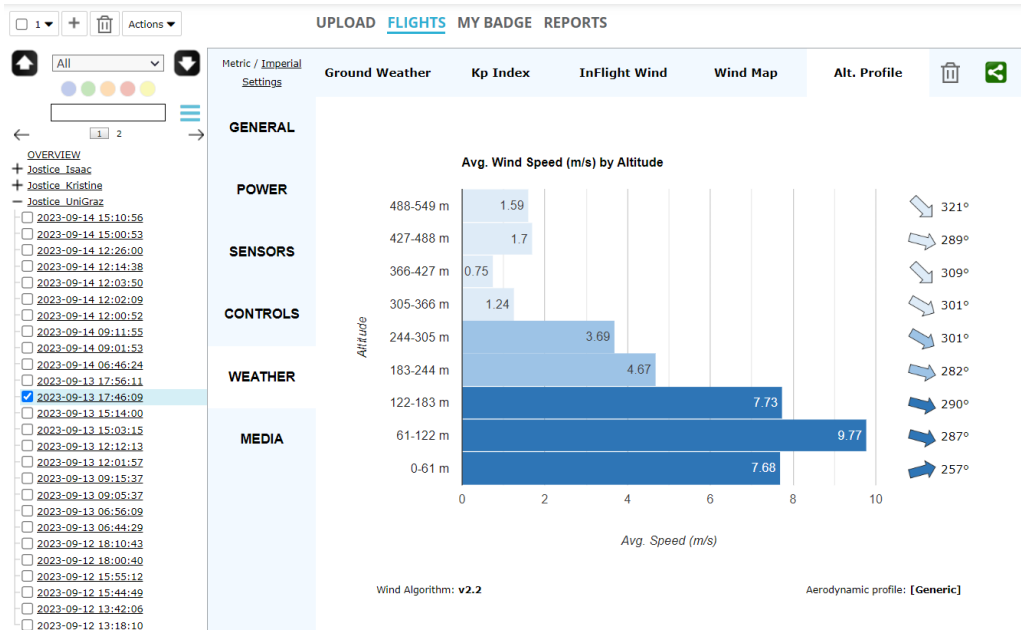 1 ▾ + Actions ▾
UPLOAD FLIGHTS MY BADGE REPORTS
All
1 2
OVERVIEW
Jostice_Isaac
Jostice_Kristine
Jostice_UniGraz
2023-09-14 15:10:56
2023-09-14 15:00:53
2023-09-14 12:26:00
2023-09-14 12:14:38
2023-09-14 12:03:50
2023-09-14 12:02:09
2023-09-14 12:00:52
2023-09-14 09:11:55
2023-09-14 09:01:53
2023-09-14 06:46:24
2023-09-13 17:56:11
2023-09-13 17:46:09
2023-09-13 15:14:00
2023-09-13 15:03:15
2023-09-13 12:12:13
2023-09-13 12:01:57
2023-09-13 09:15:37
2023-09-13 09:05:37
2023-09-13 06:56:09
2023-09-13 06:44:29
2023-09-12 18:10:43
2023-09-12 18:00:40
2023-09-12 15:55:12
2023-09-12 15:44:49
2023-09-12 13:42:06
2023-09-12 13:18:10
Metric / Imperial
Settings
GENERAL
POWER
SENSORS
CONTROLS
WEATHER
MEDIA
Ground Weather Kp Index InFlight Wind Wind Map Alt. Profile
Avg. Wind Speed (m/s) by Altitude
Altitude
488-549 m 1.59 321º
427-488 m 1.7 289º
366-427 m 0.75 309º
305-366 m 1.24 301º
244-305 m 3.69 301º
183-244 m 4.67 282º
122-183 m 7.73 290º
61-122 m 9.77 287º
0-61 m 7.68 257º
0 2 4 6 8 10
Avg. Speed (m/s)
Wind Algorithm: v2.2 Aerodynamic profile: [Generic]